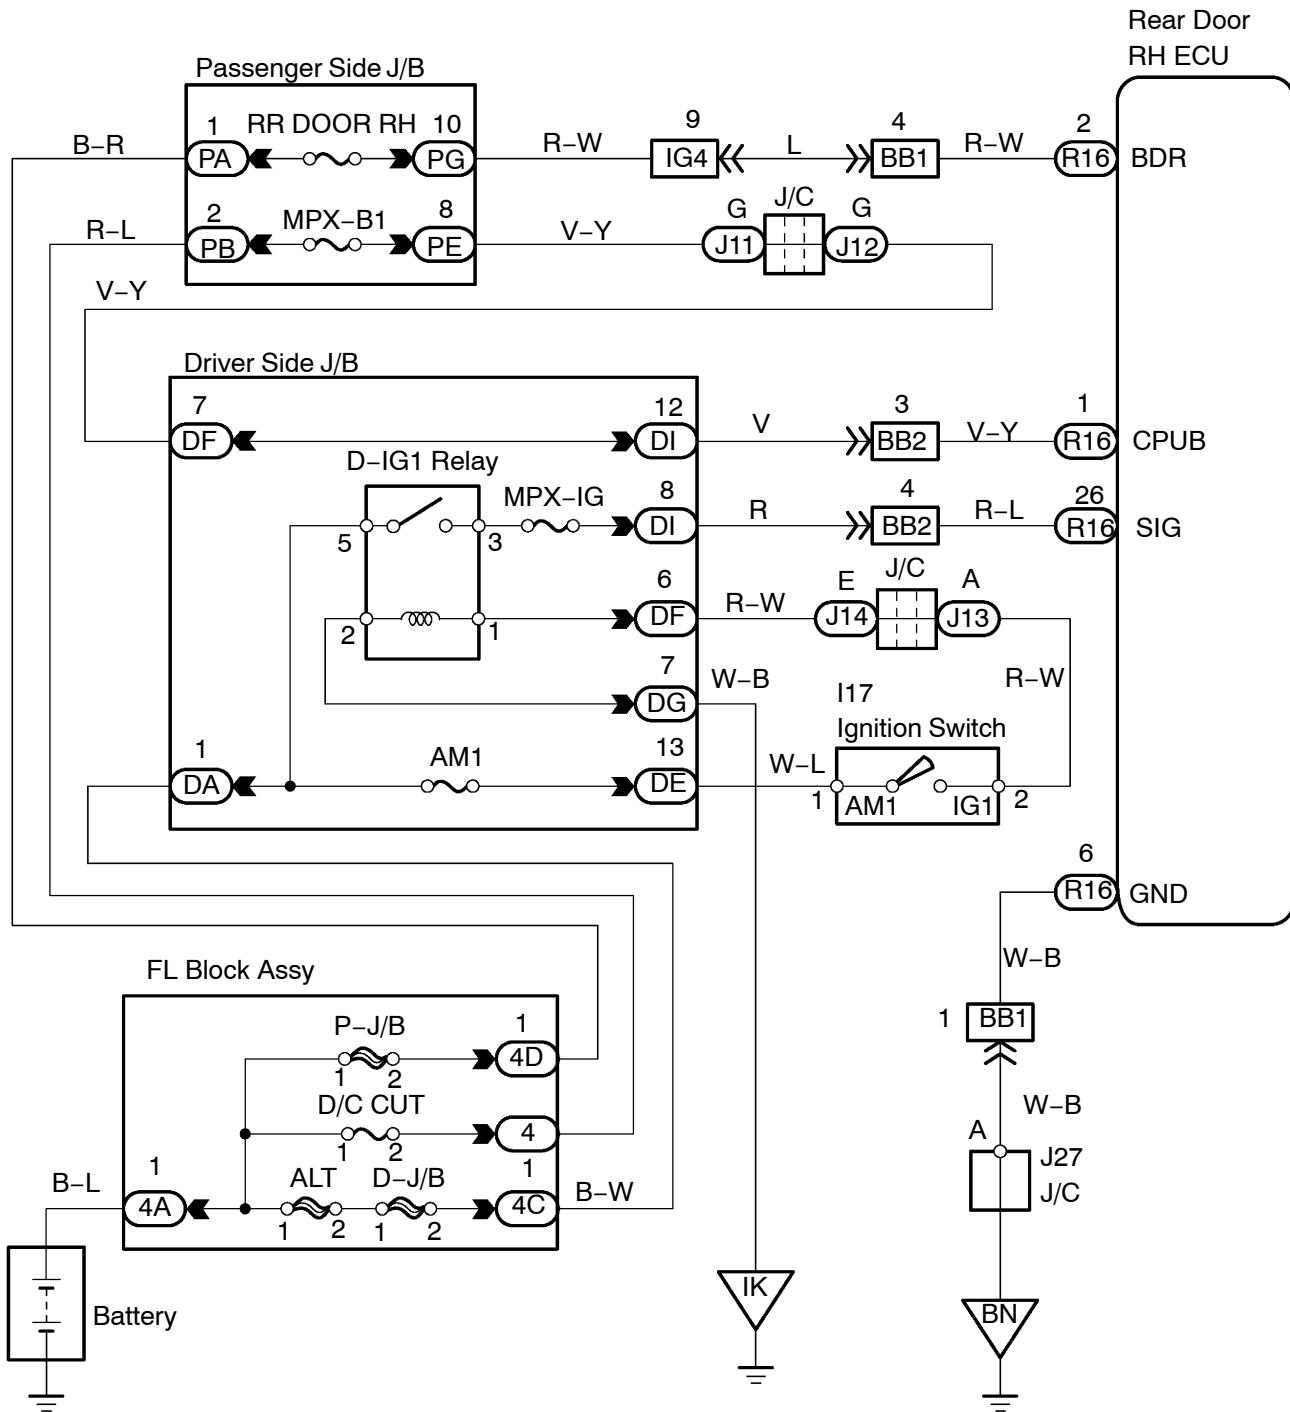 Rear Door
RH ECU
Passenger Side J/B
1 RR DOOR RH 10
B–R PA PG R–W
9
IG4
L
4
BB1
R–W
2
R16 BDR
2 MPX–B1 8
R–L PB PE V–Y
G J/C G
J11 J12
V–Y
Driver Side J/B
7 12
DF DI V
3
BB2
V–Y
1
R16 CPUB
D–IG1 Relay
MPX–IG
8
5 3 DI R
4
BB2
R–L
26
R16 SIG
6
2 1 DF R–W
E J/C A
J14 J13
7
DG W–B
R–W
I17
Ignition Switch
1 AM1 13
DA DE W–L
1 AM1 IG1 2
6
R16 GND
W–B
1 BB1
W–B
A J27
J/C
BN
FL Block Assy
P–J/B 1
1 2 4D
D/C CUT
1 2 4
1 ALT D–J/B 1
B–L 4A 1 2 1 2 4C B–W
IK
Battery